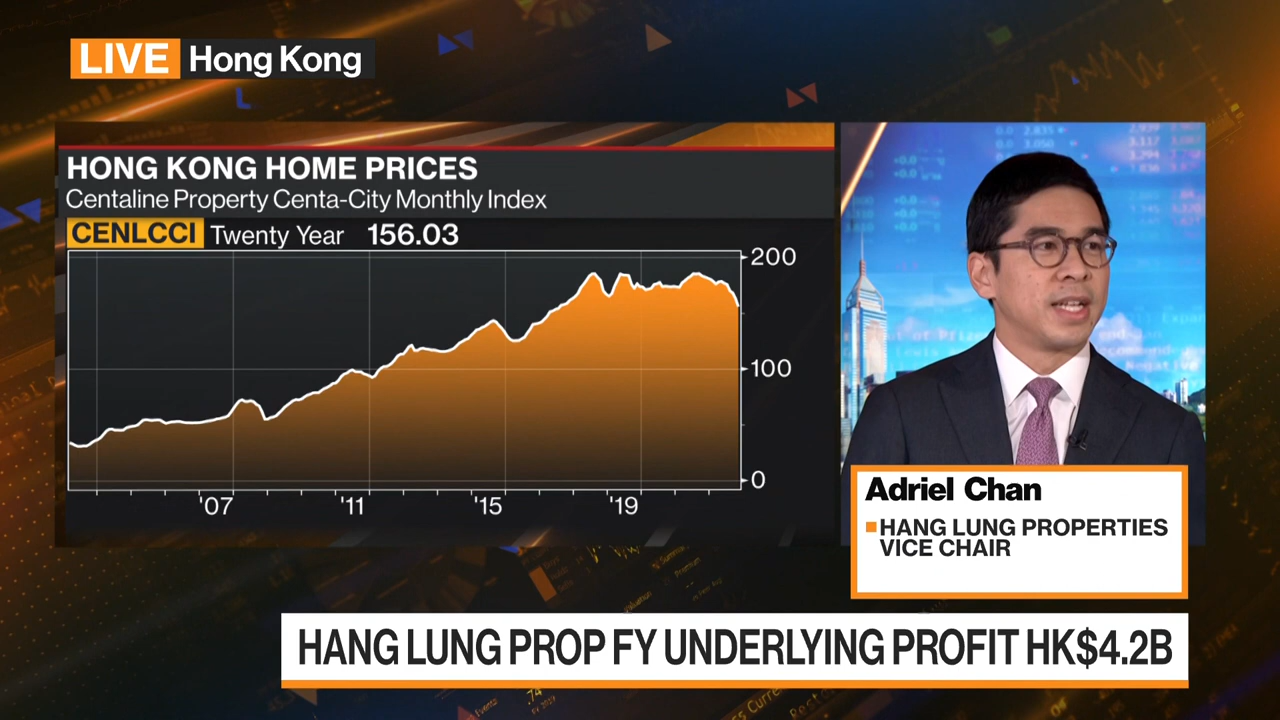 LIVE Hong Kong
HONG KONG HOME PRICES
Centaline Property Centa-City Monthly Index
CENLCCI Twenty Year 156.03
200
100
0
'07 '11 '15 '19
Adriel Chan
HANG LUNG PROPERTIES
VICE CHAIR
HANG LUNG PROP FY UNDERLYING PROFIT HK$4.2B